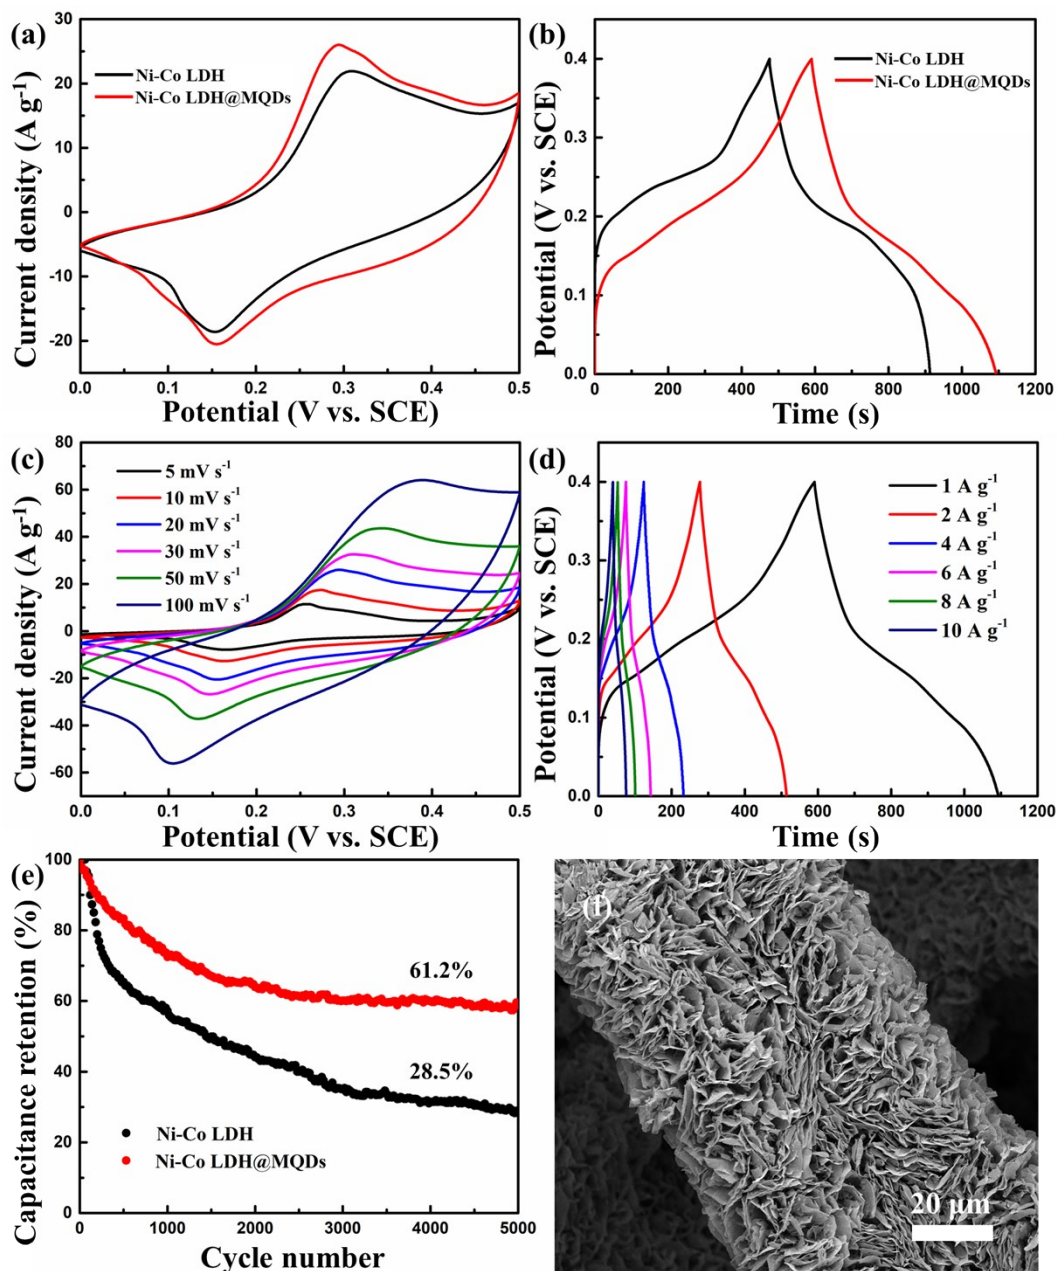 (a)
30
25
20
10
0
-10
-20
Current density (A g⁻¹)
Ni-Co LDH
Ni-Co LDH@MQDs
0.0 0.1 0.2 0.3 0.4 0.5
Potential (V vs. SCE)
(b)
0.4
0.3
0.2
0.1
0.0
Potential (V vs. SCE)
Ni-Co LDH
Ni-Co LDH@MQDs
0 200 400 600 800 1000 1200
Time (s)
(c)
80
60
40
20
0
-20
-40
-60
Current density (A g⁻¹)
5 mV s⁻¹
10 mV s⁻¹
20 mV s⁻¹
30 mV s⁻¹
50 mV s⁻¹
100 mV s⁻¹
0.0 0.1 0.2 0.3 0.4 0.5
Potential (V vs. SCE)
(d)
0.4
0.3
0.2
0.1
0.0
Potential (V vs. SCE)
1 A g⁻¹
2 A g⁻¹
4 A g⁻¹
6 A g⁻¹
8 A g⁻¹
10 A g⁻¹
0 200 400 600 800 1000 1200
Time (s)
(e)
100
80
60
40
20
0
Capacitance retention (%)
61.2%
28.5%
Ni-Co LDH
Ni-Co LDH@MQDs
0 1000 2000 3000 4000 5000
Cycle number
(f)
20 μm